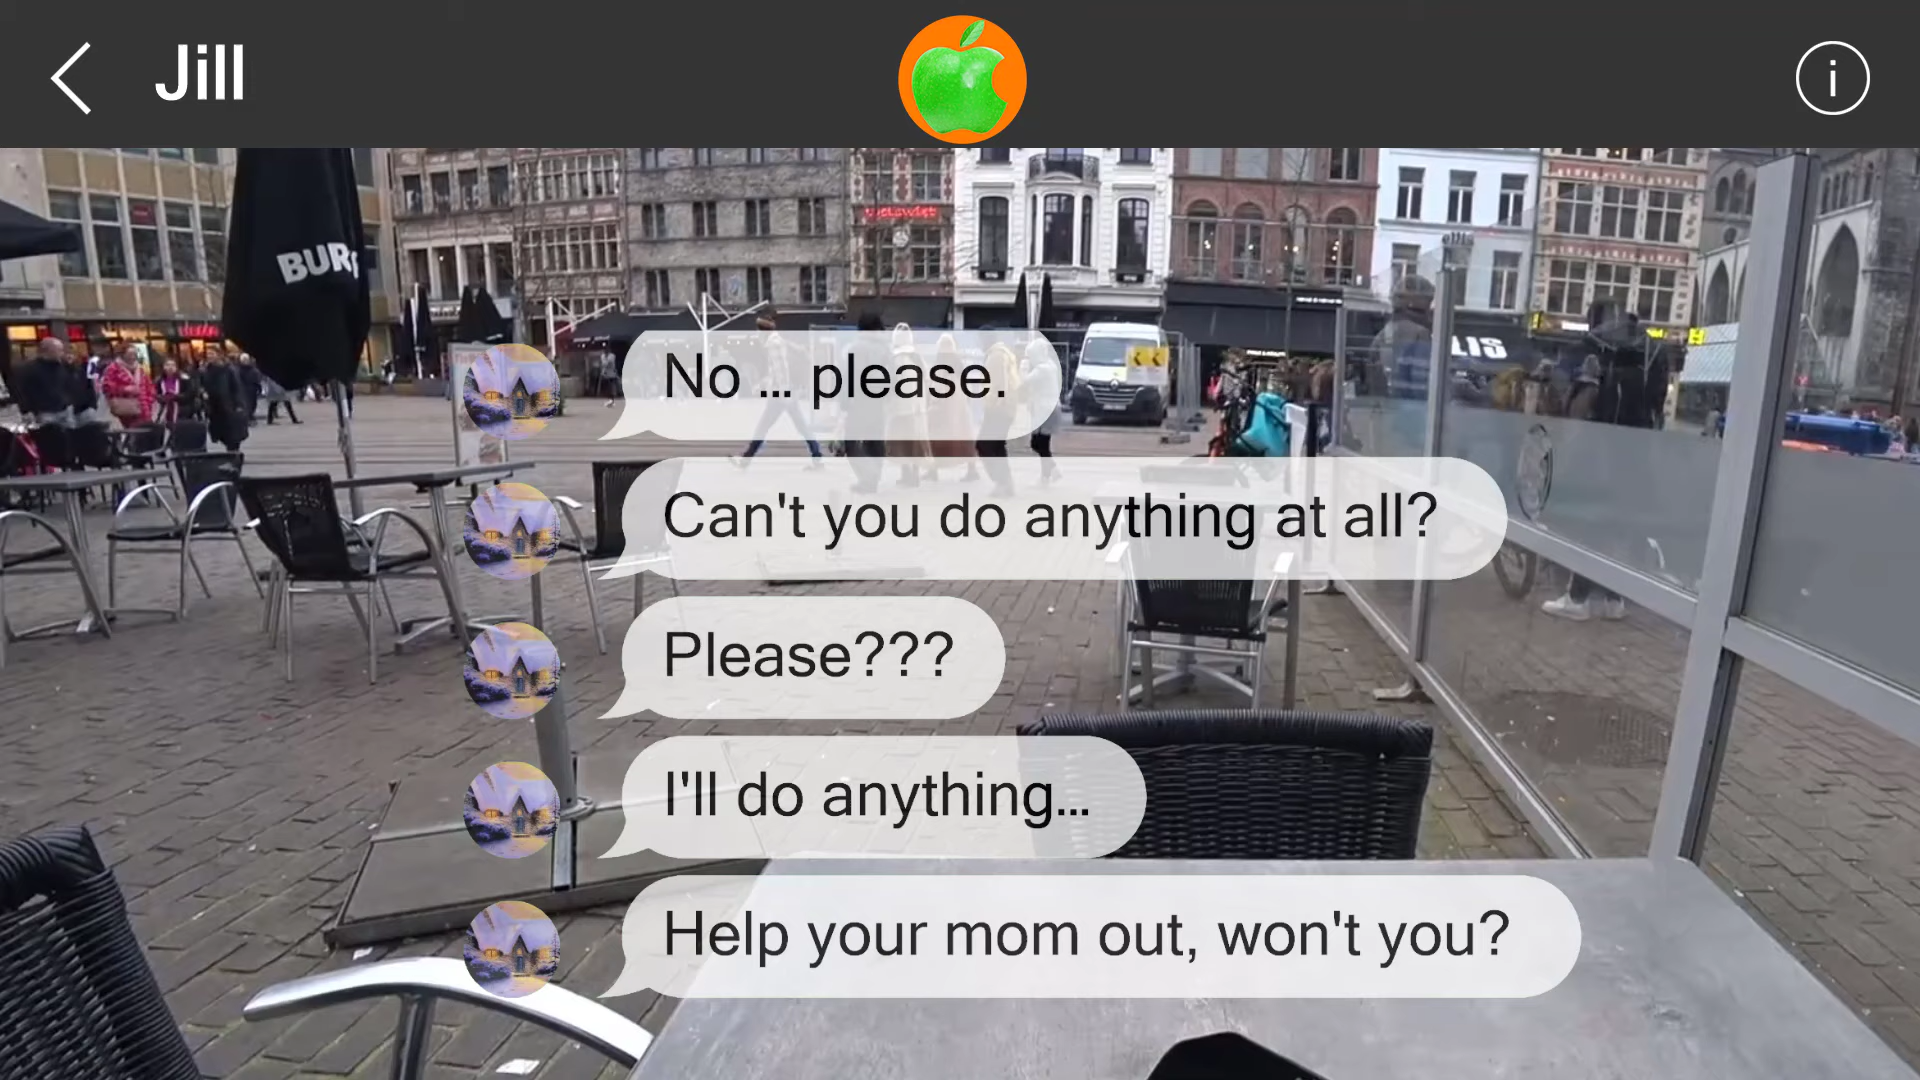 Jill
BUR
No ... please.
Can't you do anything at all?
LIS
Please???
I'll do anything...
Help your mom out, won't you?